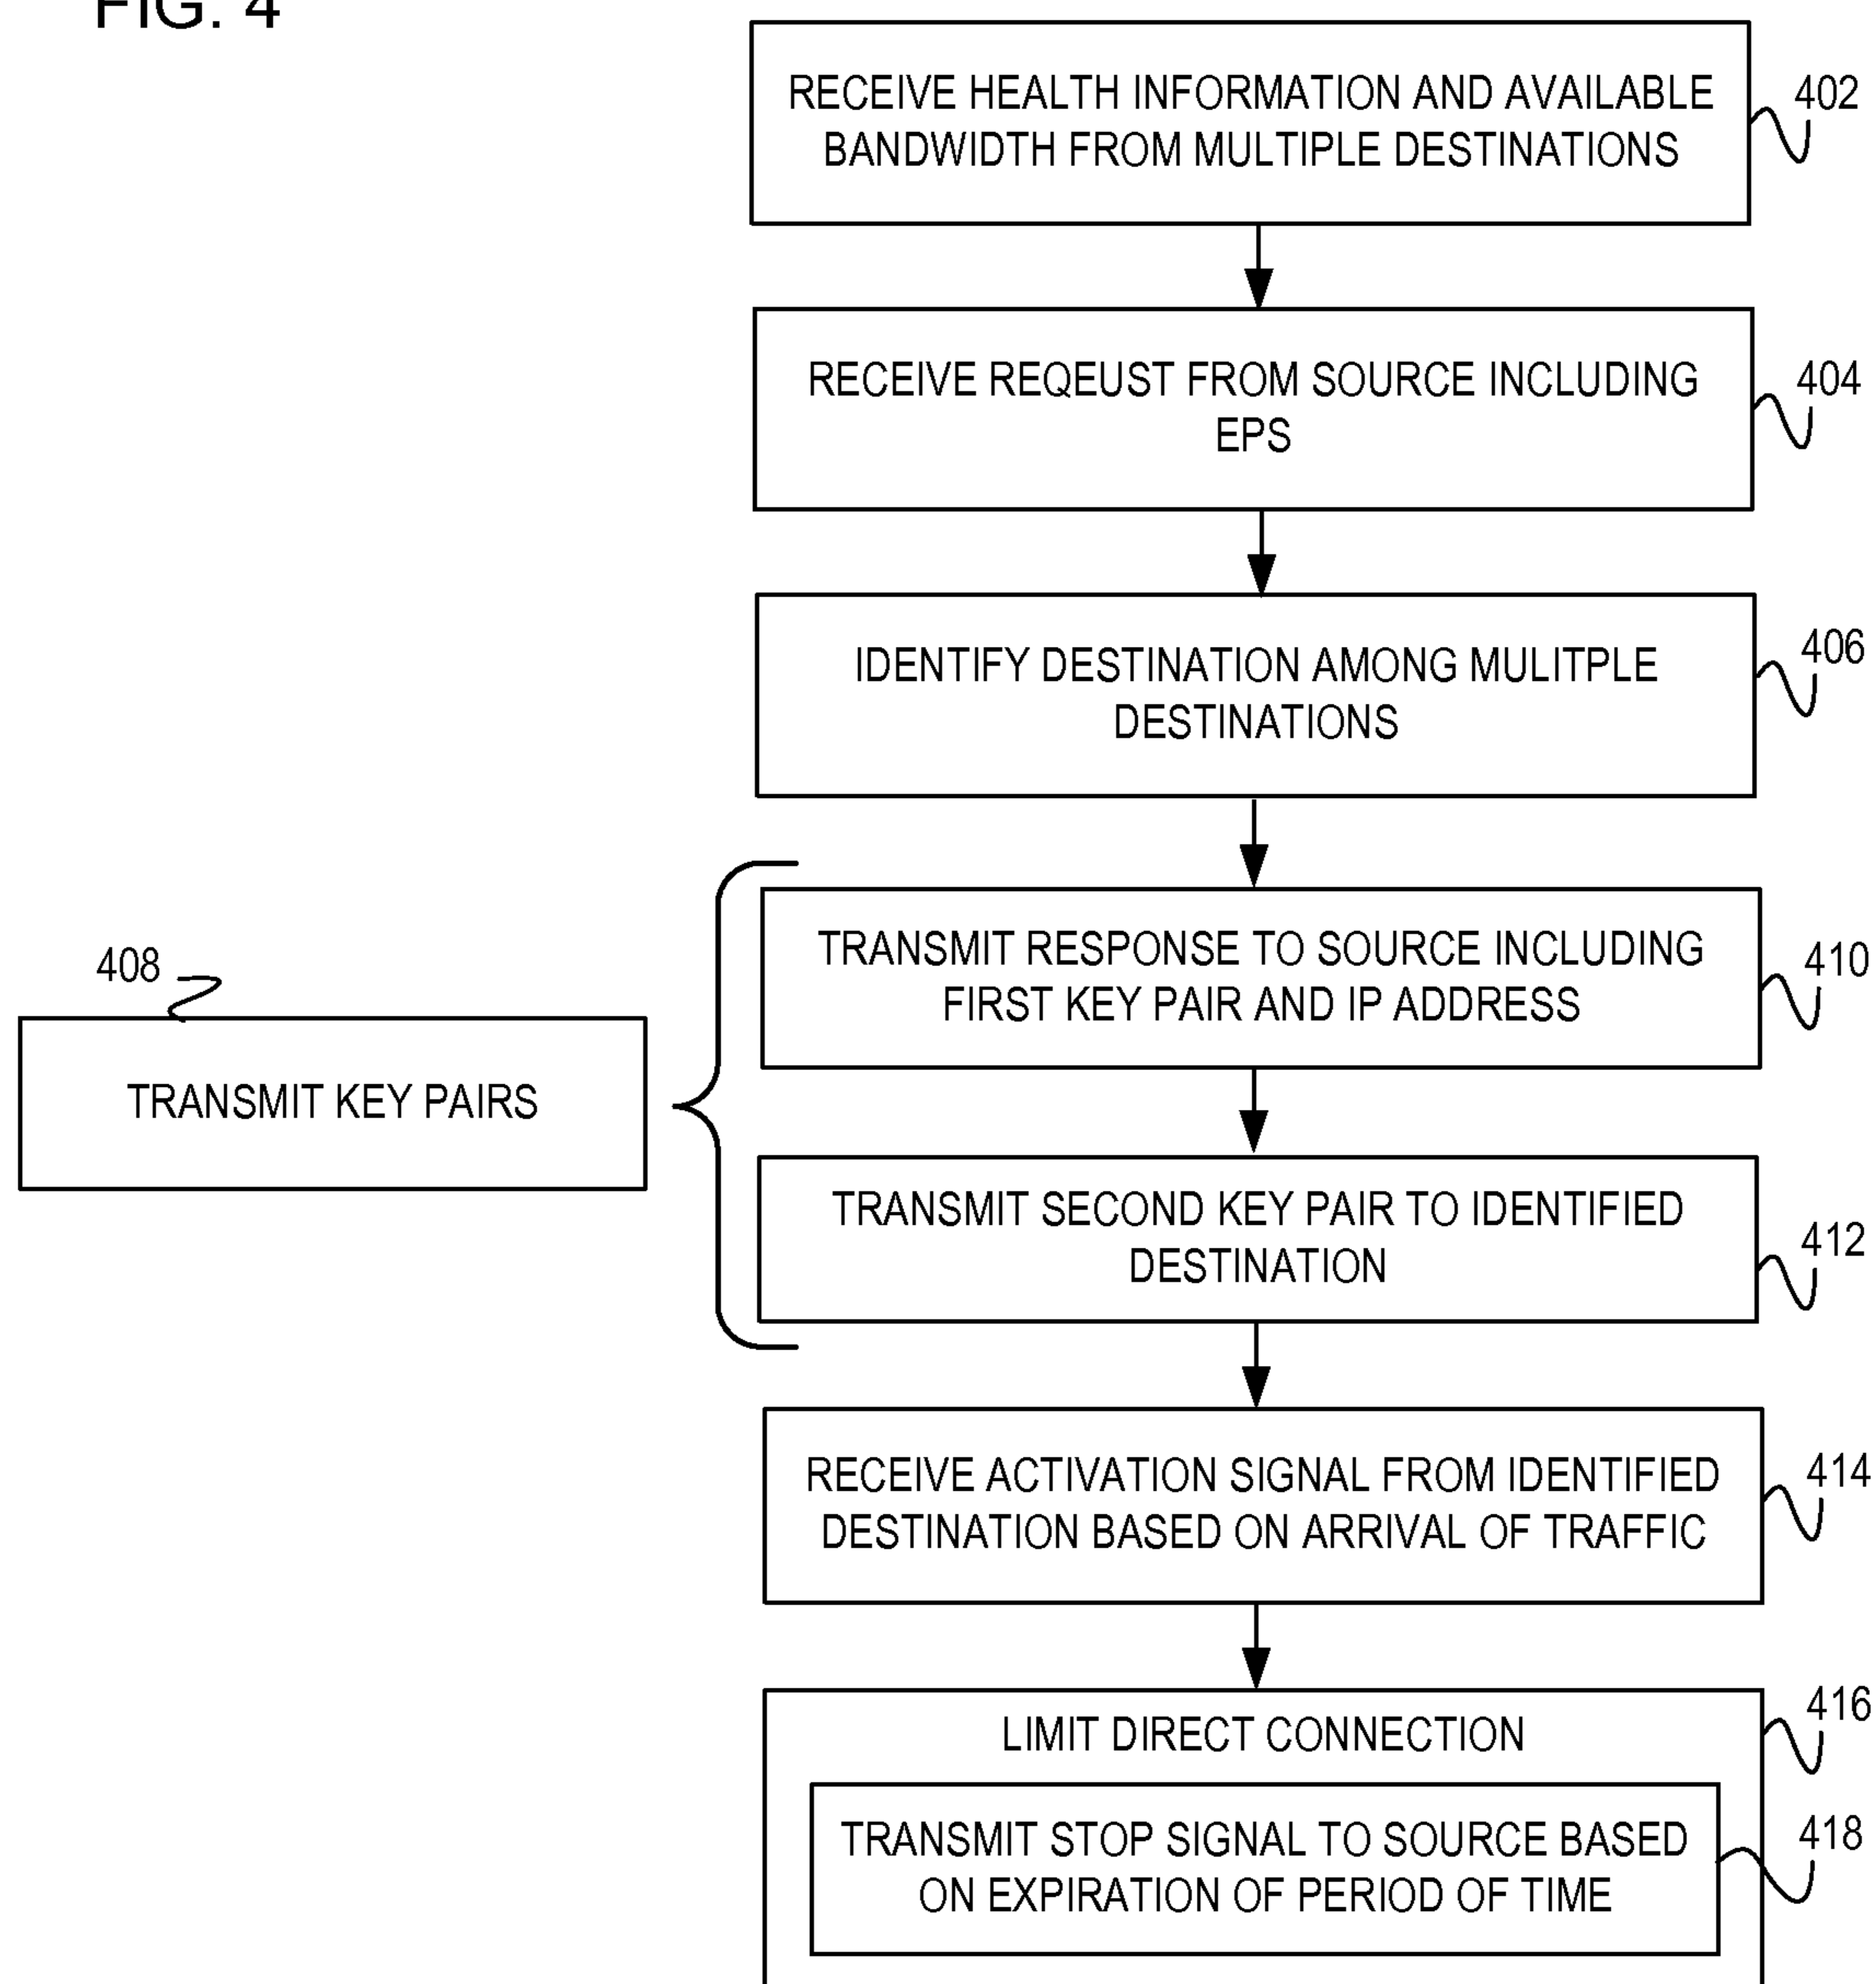 FIG. 4
RECEIVE HEALTH INFORMATION AND AVAILABLE
BANDWIDTH FROM MULTIPLE DESTINATIONS
402
RECEIVE REQEUST FROM SOURCE INCLUDING
EPS
404
IDENTIFY DESTINATION AMONG MULITPLE
DESTINATIONS
406
408
TRANSMIT KEY PAIRS
TRANSMIT RESPONSE TO SOURCE INCLUDING
FIRST KEY PAIR AND IP ADDRESS
410
TRANSMIT SECOND KEY PAIR TO IDENTIFIED
DESTINATION
412
RECEIVE ACTIVATION SIGNAL FROM IDENTIFIED
DESTINATION BASED ON ARRIVAL OF TRAFFIC
414
LIMIT DIRECT CONNECTION
416
TRANSMIT STOP SIGNAL TO SOURCE BASED
ON EXPIRATION OF PERIOD OF TIME
418